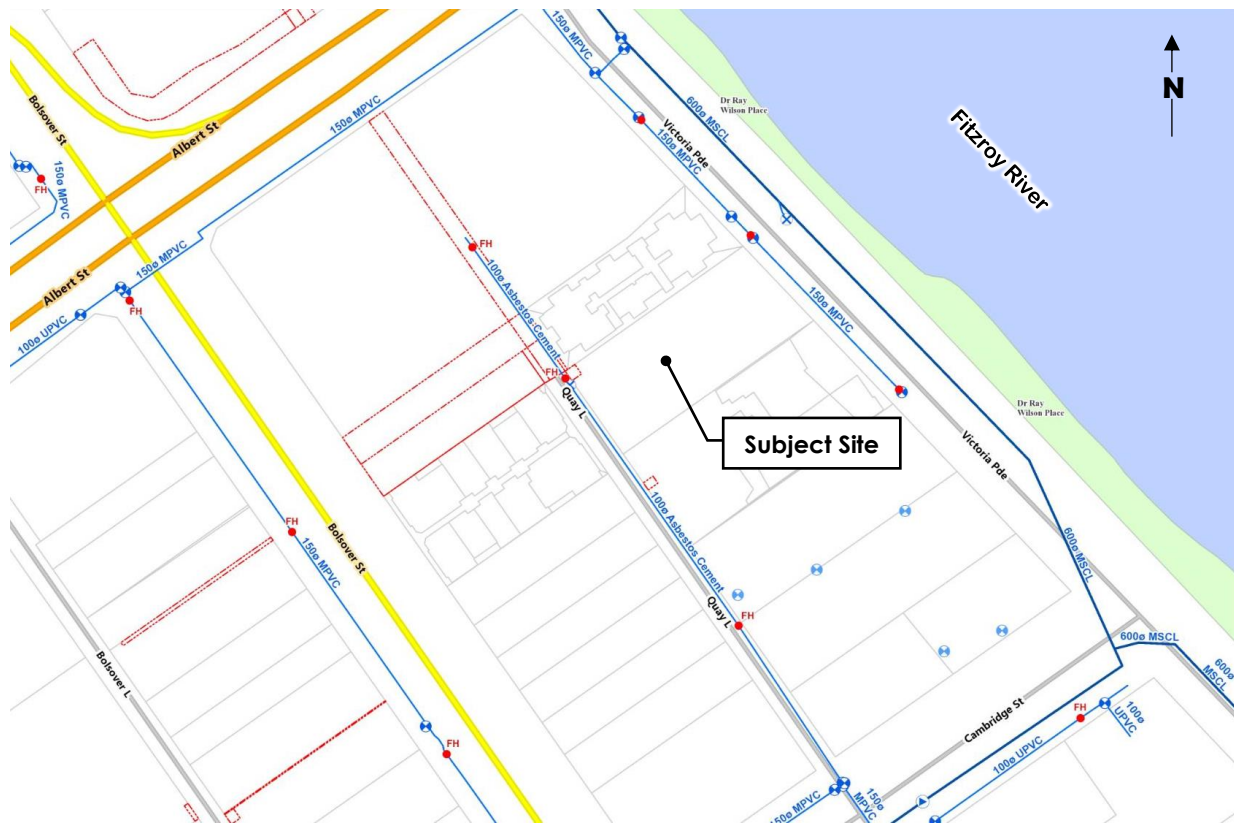 150ø MPVC
150ø MPVC
N
Dr Ray
Wilson Place
600ø MSCL
Fitzroy River
Bolsover St
Albert St
150ø MPVC
Victoria Pde
150ø MPVC
150ø MPVC
FH
FH
100ø Asbestos Cement
150ø MPVC
Albert St
FH
100ø UPVC
150ø MPVC
FH
Quay L
Subject Site
Dr Ray
Wilson Place
Victoria Pde
100ø Asbestos Cement
FH
150ø MPVC
Bolsover St
600ø MSCL
Quay L
FH
600ø MSCL
600ø
MSCL
Bolsover L
Cambridge St
FH
100ø
UPVC
FH
100ø UPVC
150ø MPVC
150ø
MPVC